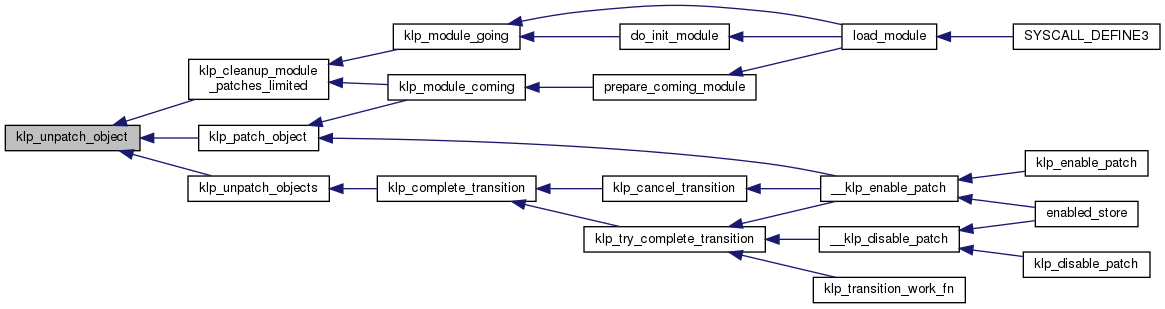 klp_module_going
do_init_module
load_module
SYSCALL_DEFINE3
klp_cleanup_module
_patches_limited
klp_module_coming
prepare_coming_module
klp_unpatch_object
klp_patch_object
klp_enable_patch
klp_unpatch_objects
klp_complete_transition
klp_cancel_transition
__klp_enable_patch
enabled_store
klp_try_complete_transition
__klp_disable_patch
klp_disable_patch
klp_transition_work_fn